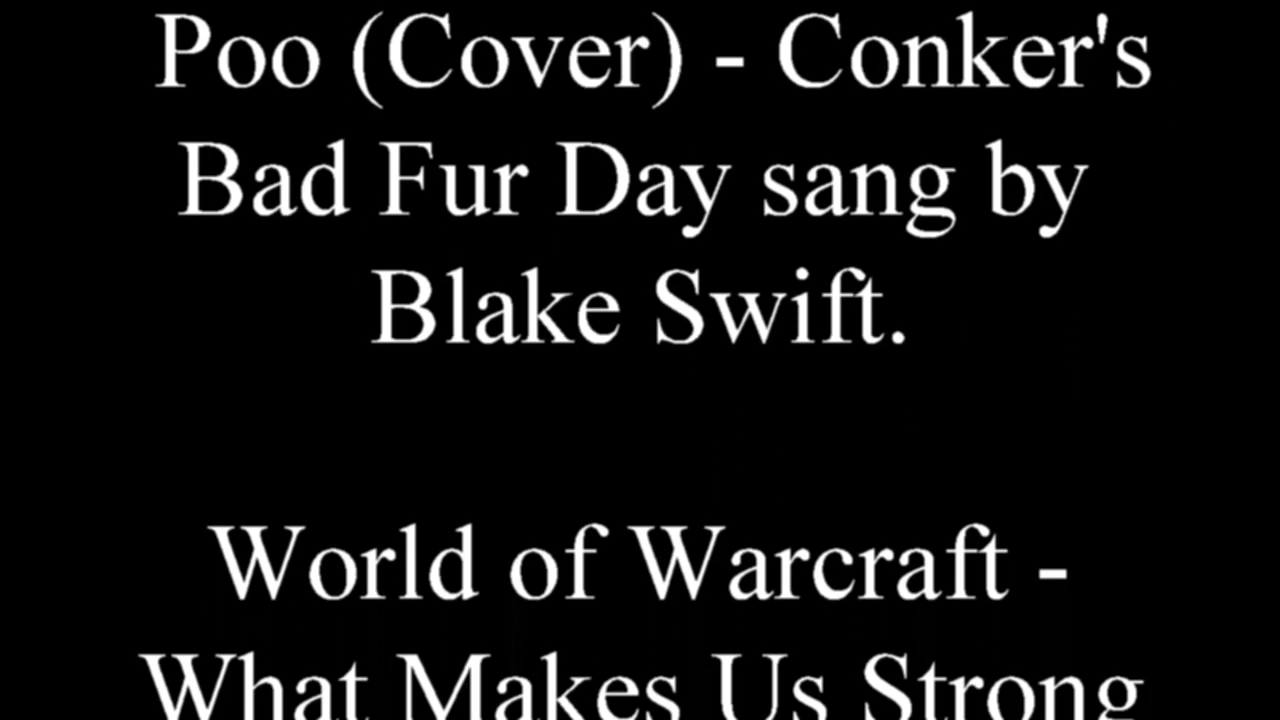 Poo (Cover) - Conker's
Bad Fur Day sang by
Blake Swift.
World of Warcraft -
What Makes Us Strong